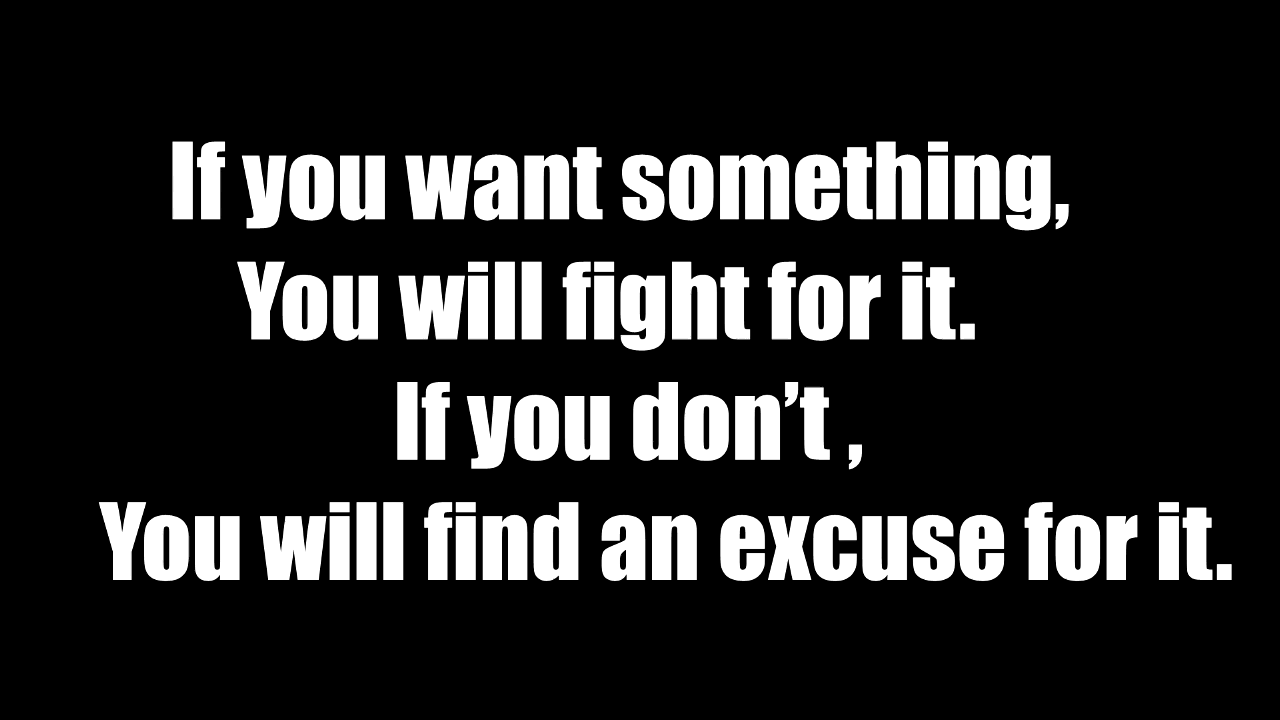 If you want something,
You will fight for it.
If you don’t ,
You will find an excuse for it.